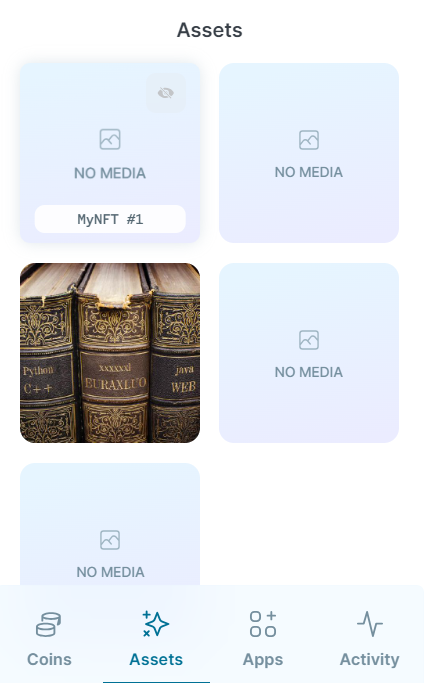 Assets
NO MEDIA
MyNFT #1
NO MEDIA
Python
C++
xxxxxxl
EURAXLUO
java
WEB
NO MEDIA
NO MEDIA
Coins
Assets
Apps
Activity